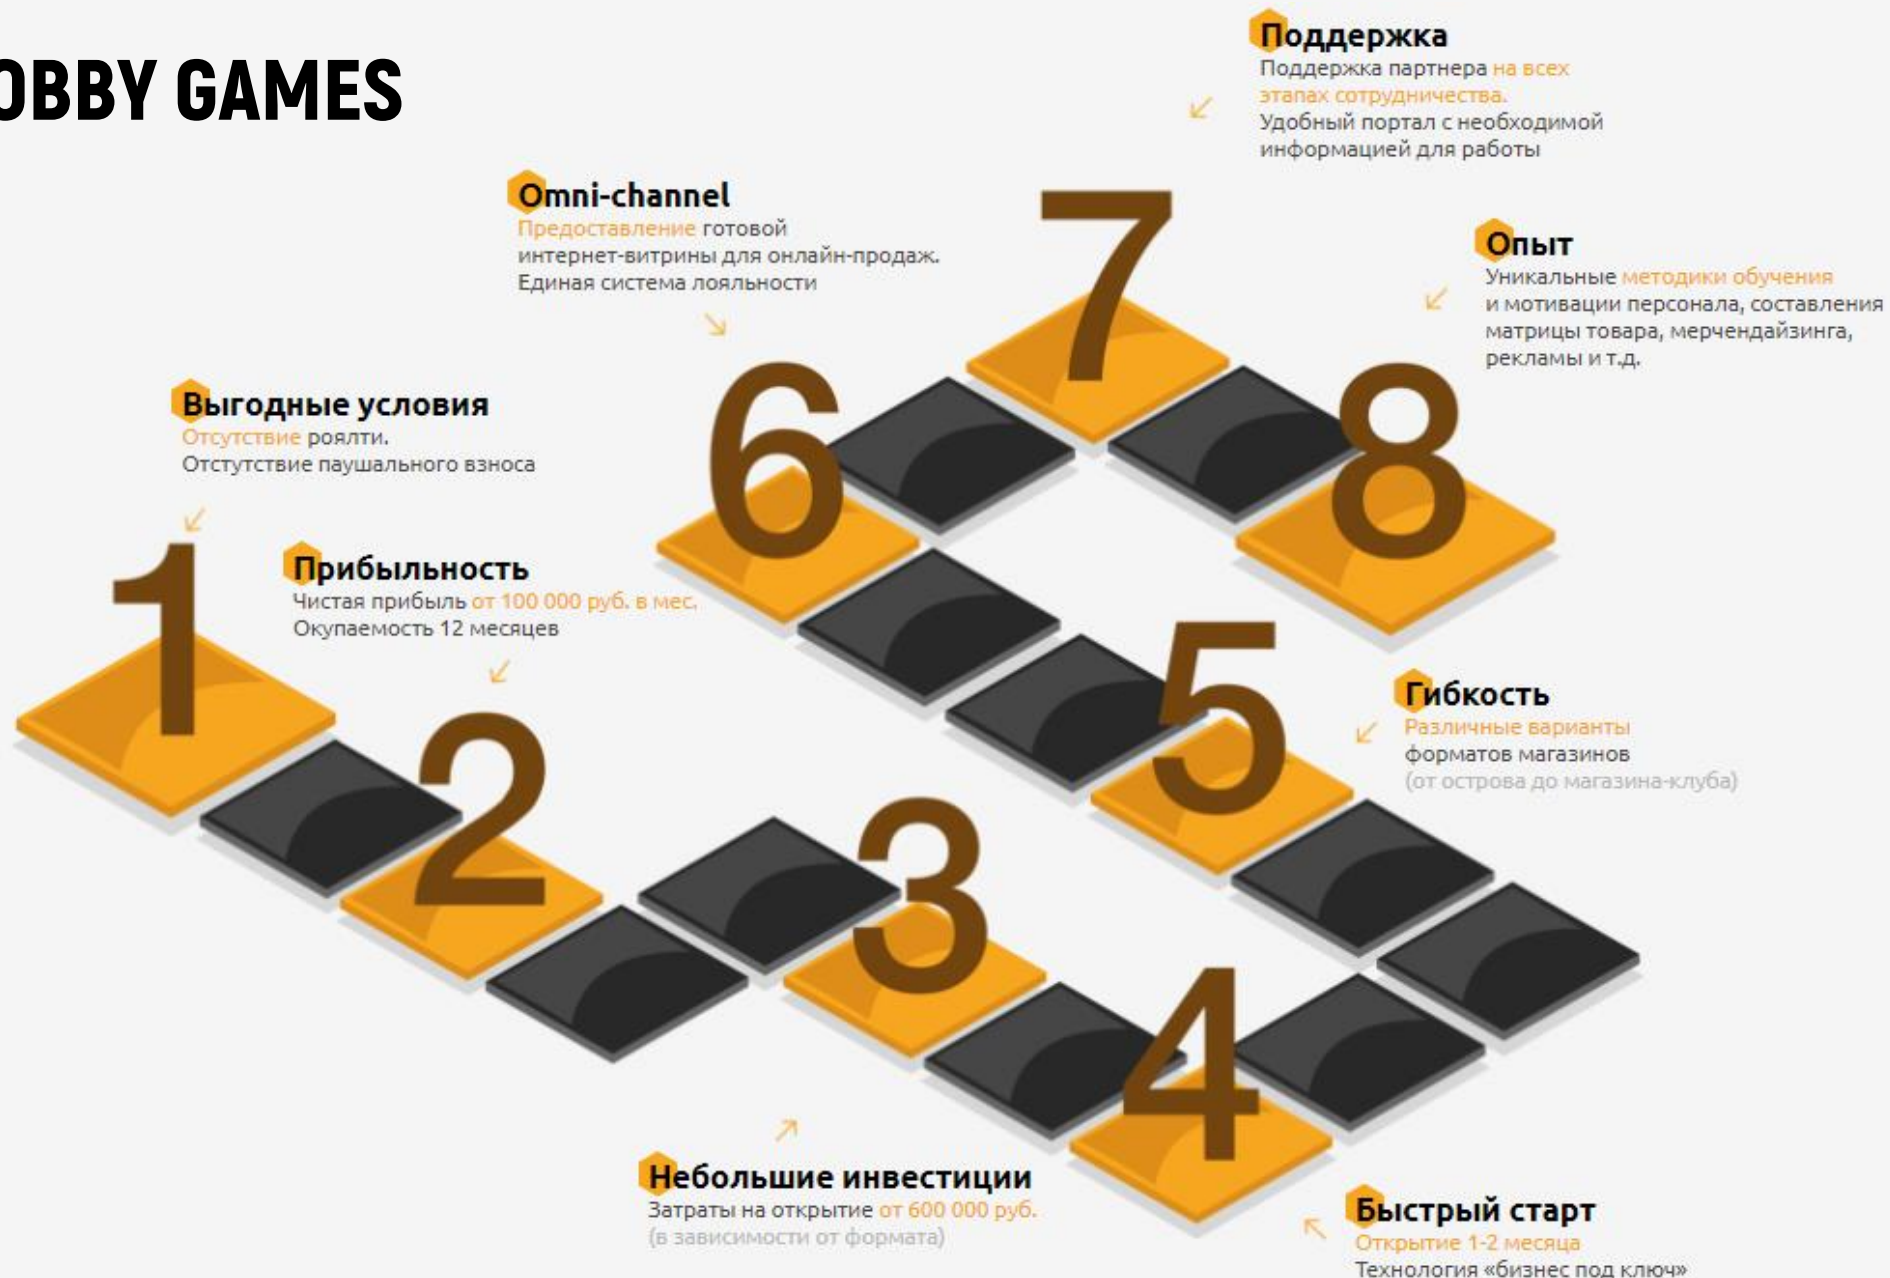 OBBY GAMES
Поддержка
Поддержка партнера на всех
этапах сотрудничества.
Удобный портал с необходимой
информацией для работы
Omni-channel
Предоставление готовой
интернет-витрины для онлайн-продаж.
Единая система лояльности
Опыт
Уникальные методики обучения
и мотивации персонала, составления
матрицы товара, мерчендайзинга,
рекламы и т.д.
7
Выгодные условия
Отсутствие роялти.
Отстутствие паушального взноса
6
8
1
Прибыльность
Чистая прибыль от 100 000 руб. в мес.
Окупаемость 12 месяцев
5
Гибкость
Различные варианты
форматов магазинов
(от острова до магазина-клуба)
2
3
4
Небольшие инвестиции
Затраты на открытие от 600 000 руб.
(в зависимости от формата)
Быстрый старт
Открытие 1-2 месяца
Технология «бизнес под ключ»